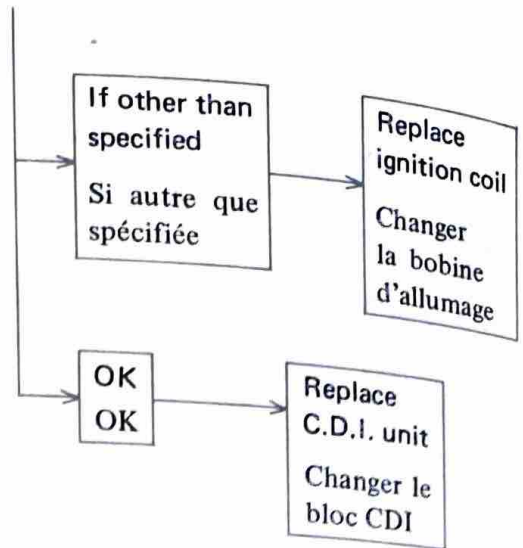 If other than
specified
Si autre que
spécifiée
Replace
ignition coil
Changer
la bobine
d'allumage
OK
OK
Replace
C.D.I. unit
Changer le
bloc CDI